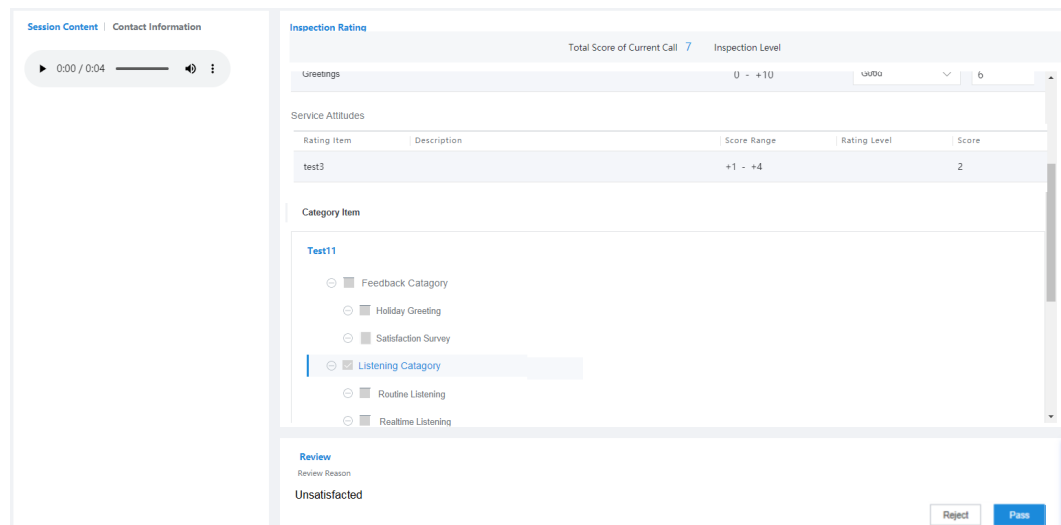 Session Content | Contact Information
0:00 / 0:04
Inspection Rating
Total Score of Current Call 7 Inspection Level
Greetings 0 - +10 Good 6
Service Attitudes
Rating Item Description Score Range Rating Level Score
test3 +1 - +4 2
Category Item
Test11
Feedback Catagory
Holiday Greeting
Satisfaction Survey
Listening Catagory
Routine Listening
Realtime Listening
Review
Review Reason
Unsatisfacted
Reject Pass